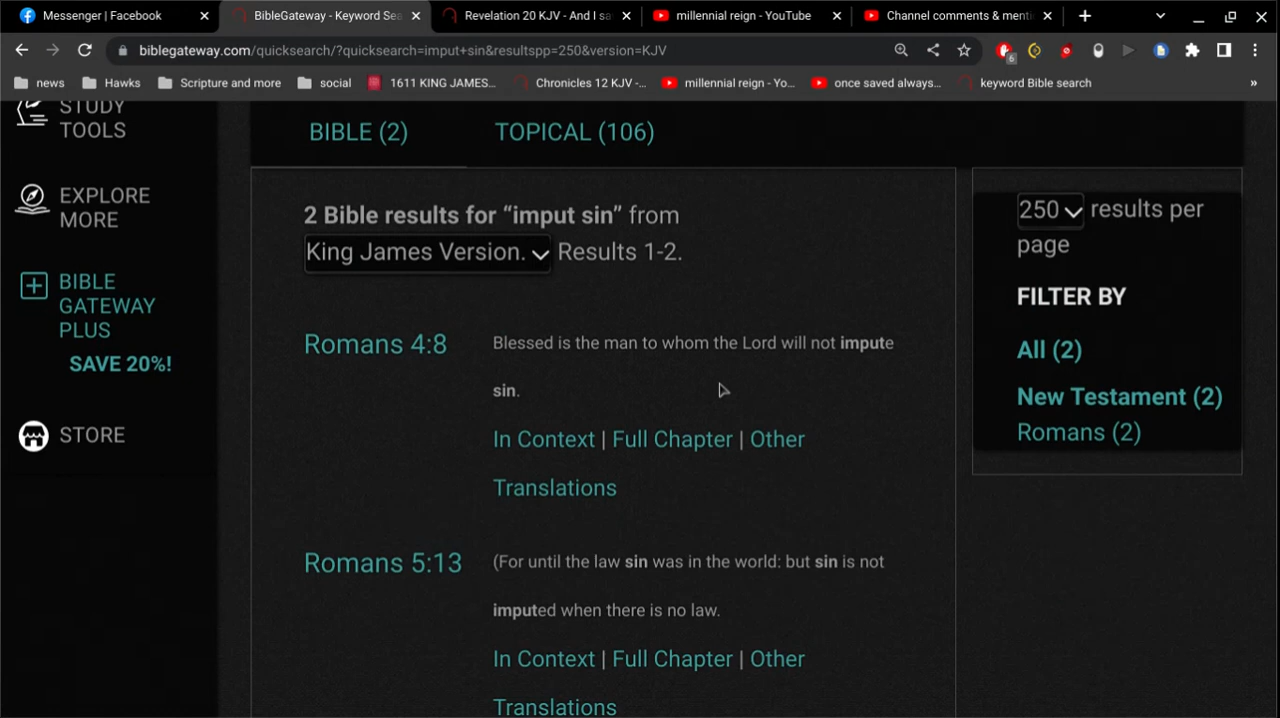 Messenger | Facebook
BibleGateway - Keyword Sea
Revelation 20 KJV - And I sa
millennial reign - YouTube
Channel comments & menti
biblegateway.com/quicksearch/?quicksearch=imput+sin&resultspp=250&version=KJV
6
news
Hawks
Scripture and more
social
1611 KING JAMES...
Chronicles 12 KJV -...
millennial reign - Yo...
once saved always...
keyword Bible search
»
STUDY
TOOLS
EXPLORE
MORE
BIBLE
GATEWAY
PLUS
SAVE 20%!
STORE
BIBLE (2)
TOPICAL (106)
2 Bible results for “imput sin” from
King James Version. Results 1-2.
Romans 4:8
Blessed is the man to whom the Lord will not impute
sin.
In Context | Full Chapter | Other
Translations
Romans 5:13
(For until the law sin was in the world: but sin is not
imputed when there is no law.
In Context | Full Chapter | Other
Translations
250 results per
page
FILTER BY
All (2)
New Testament (2)
Romans (2)